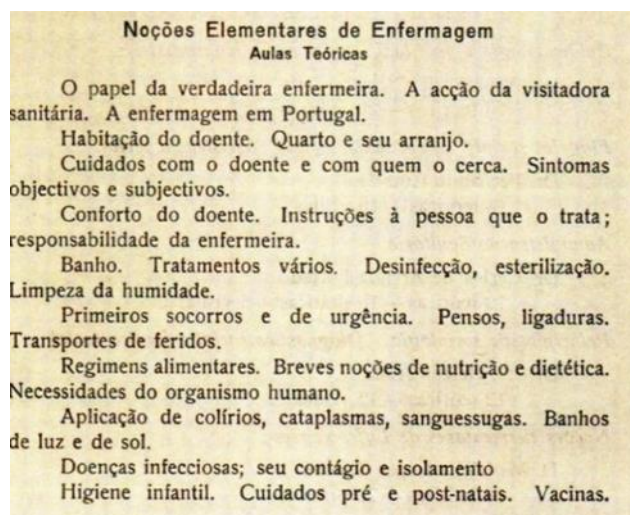 Noções Elementares de Enfermagem
Aulas Teóricas
O papel da verdadeira enfermeira. A acção da visitadora
sanitária. A enfermagem em Portugal.
Habitação do doente. Quarto e seu arranjo.
Cuidados com o doente e com quem o cerca. Sintomas
objectivos e subjectivos.
Conforto do doente. Instruções à pessoa que o trata;
responsabilidade da enfermeira.
Banho. Tratamentos vários. Desinfecção, esterilização.
Limpeza da humidade.
Primeiros socorros e de urgência. Pensos, ligaduras.
Transportes de feridos.
Regimens alimentares. Breves noções de nutrição e dietética.
Necessidades do organismo humano.
Aplicação de colírios, cataplasmas, sanguessugas. Banhos
de luz e de sol.
Doenças infecciosas; seu contágio e isolamento
Higiene infantil. Cuidados pré e post-natais. Vacinas.